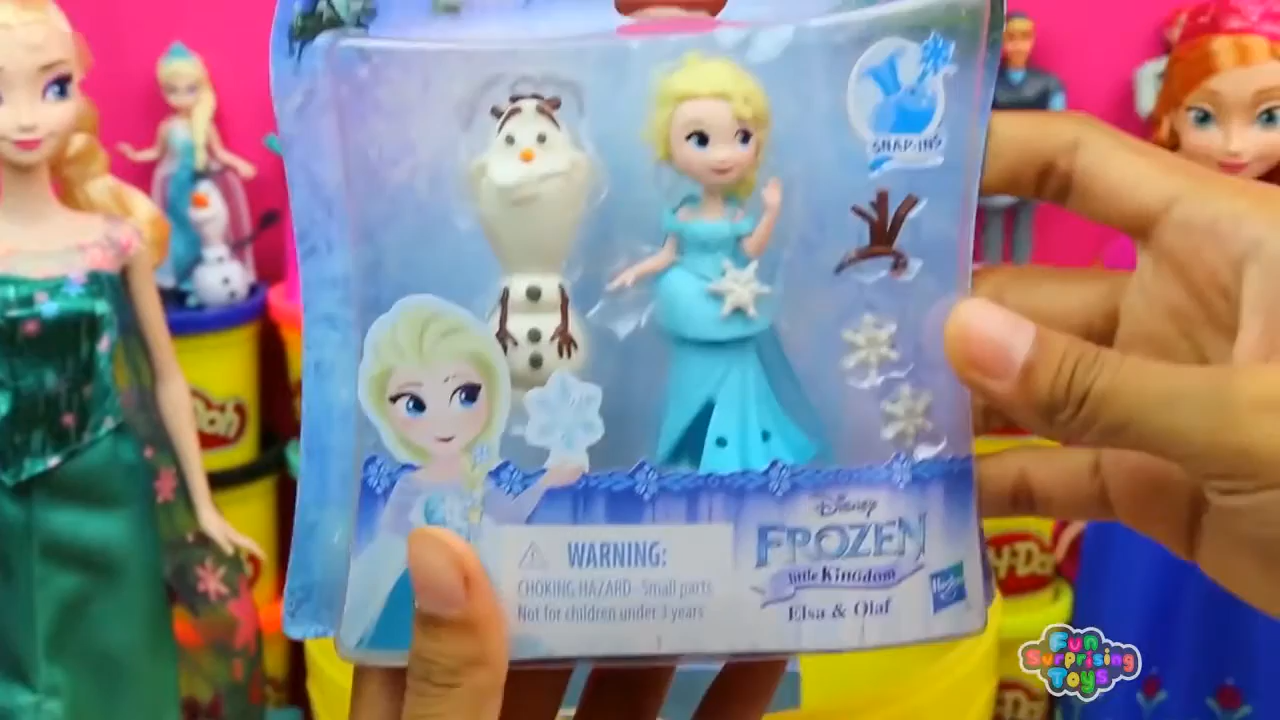 SNAP-INS
Disney
FROZEN
little Kingdom
Elsa & Olaf
Hasbro
WARNING:
CHOKING HAZARD - Small parts
Not for children under 3 years
Doh
Play-Doh
Fun
Surprising
Toys